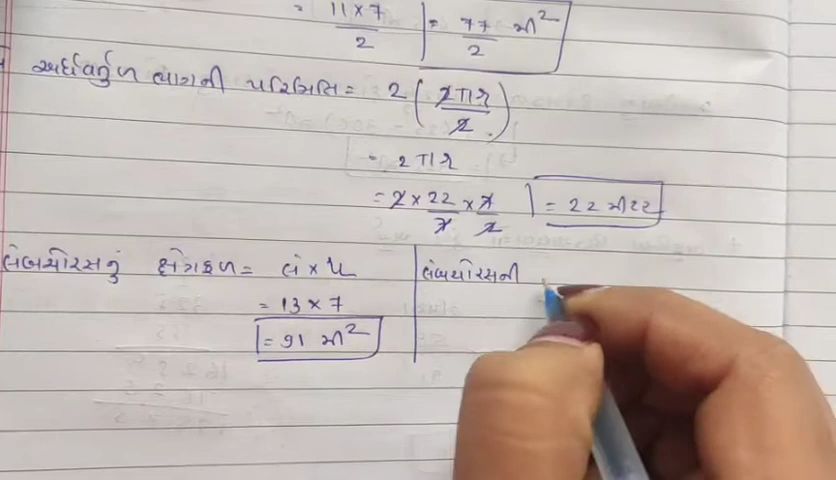 = 11 × 7 / 2 = 77 / 2 મી²
અર્ધવર્તુળ ભાગની પરિમિતિ = 2 ( 2πr / 2 )
= 2πr
= 2 × 22 / 7 × 7 / 2 = 22 મીટર
લંબચોરસનું ક્ષેત્રફળ = લં × પ
= 13 × 7
= 91 મી²
લંબચોરસની